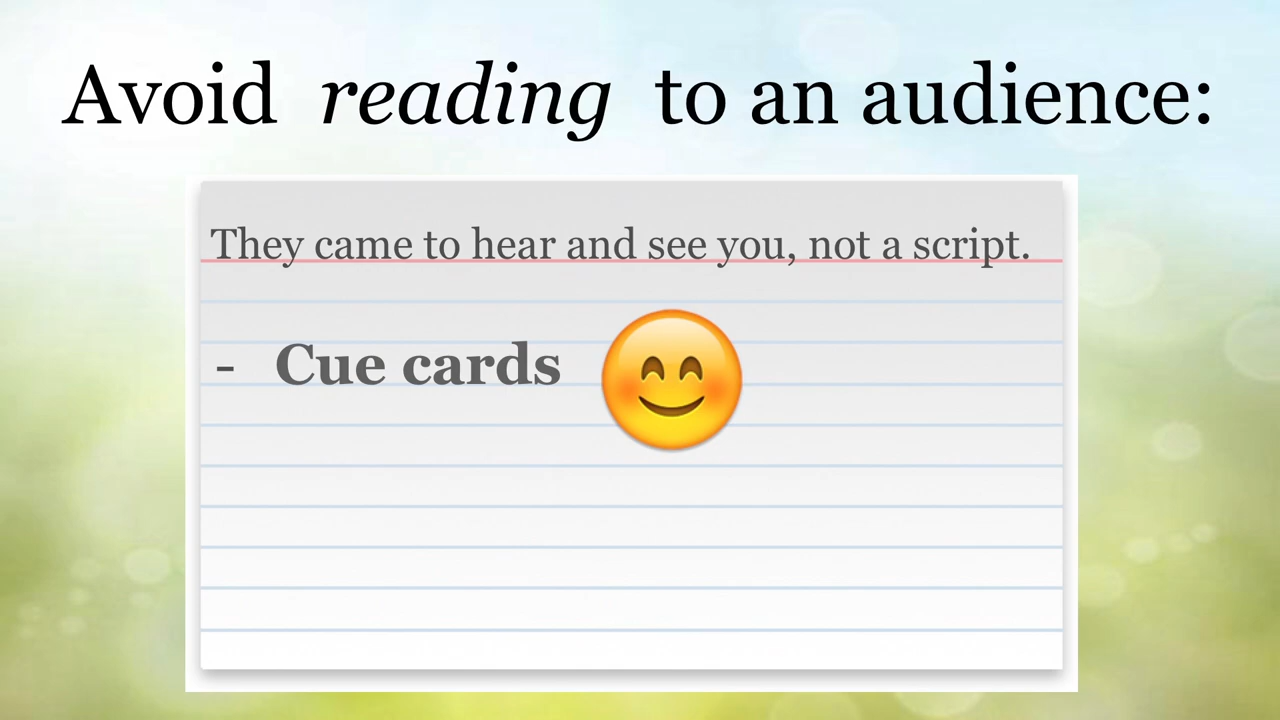 Avoid reading to an audience:
They came to hear and see you, not a script.
- Cue cards